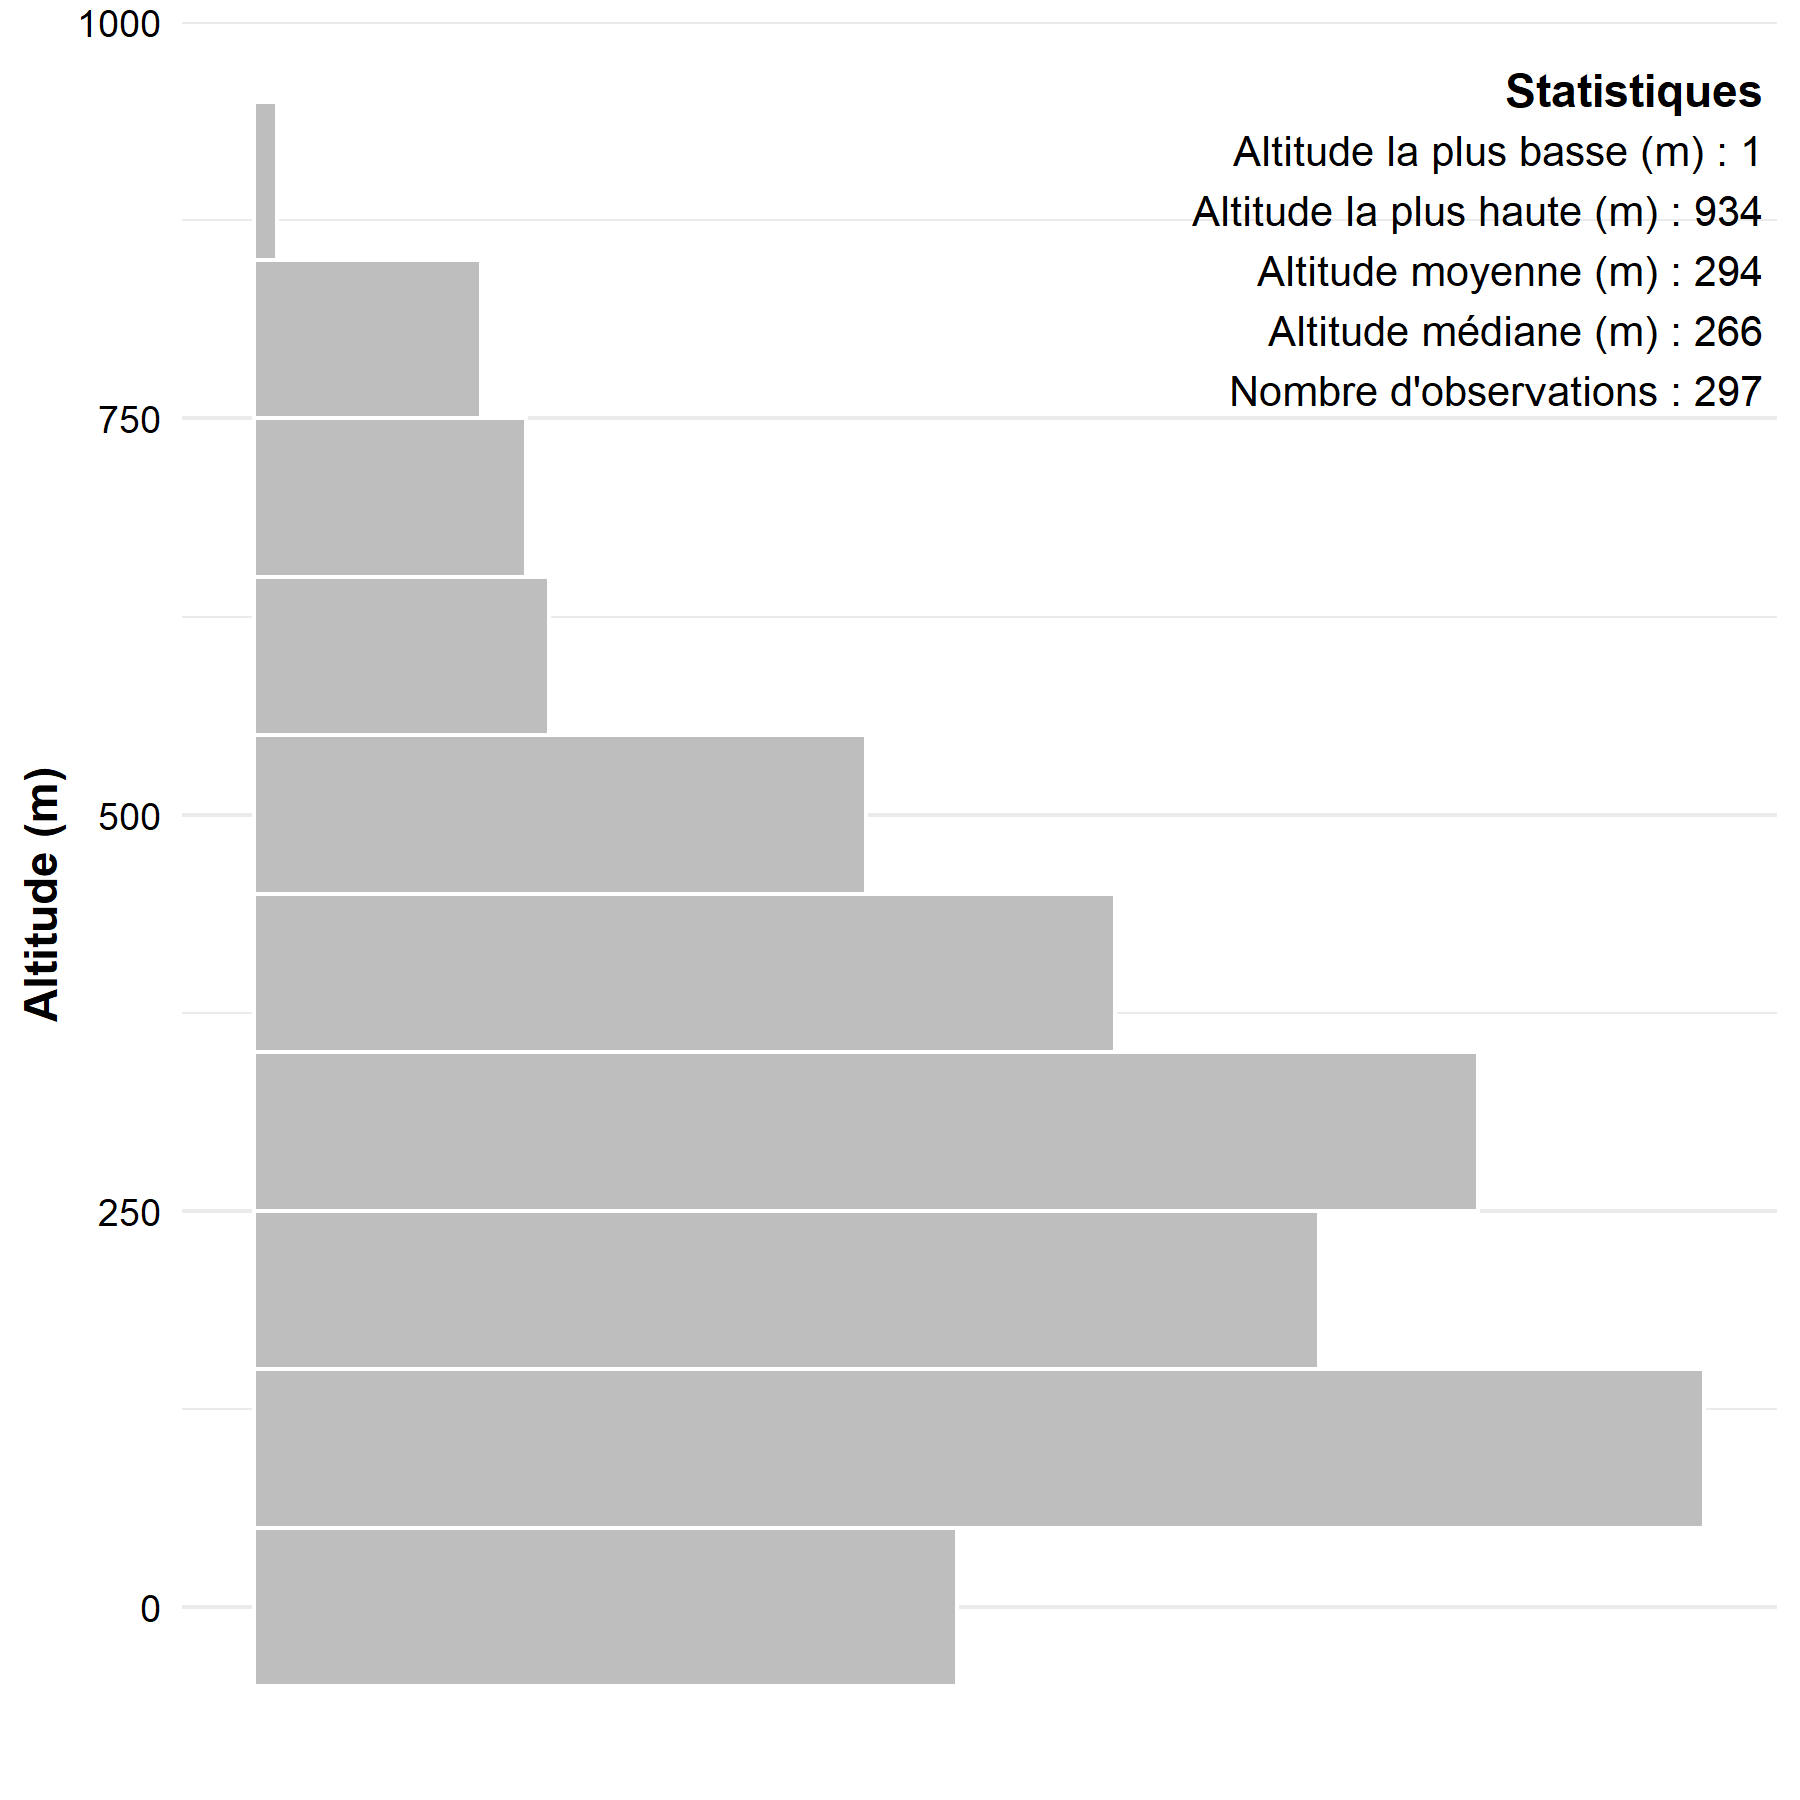 1000
Statistiques
Altitude la plus basse (m) : 1
Altitude la plus haute (m) : 934
Altitude moyenne (m) : 294
Altitude médiane (m) : 266
Nombre d'observations : 297
750
500
Altitude (m)
250
0